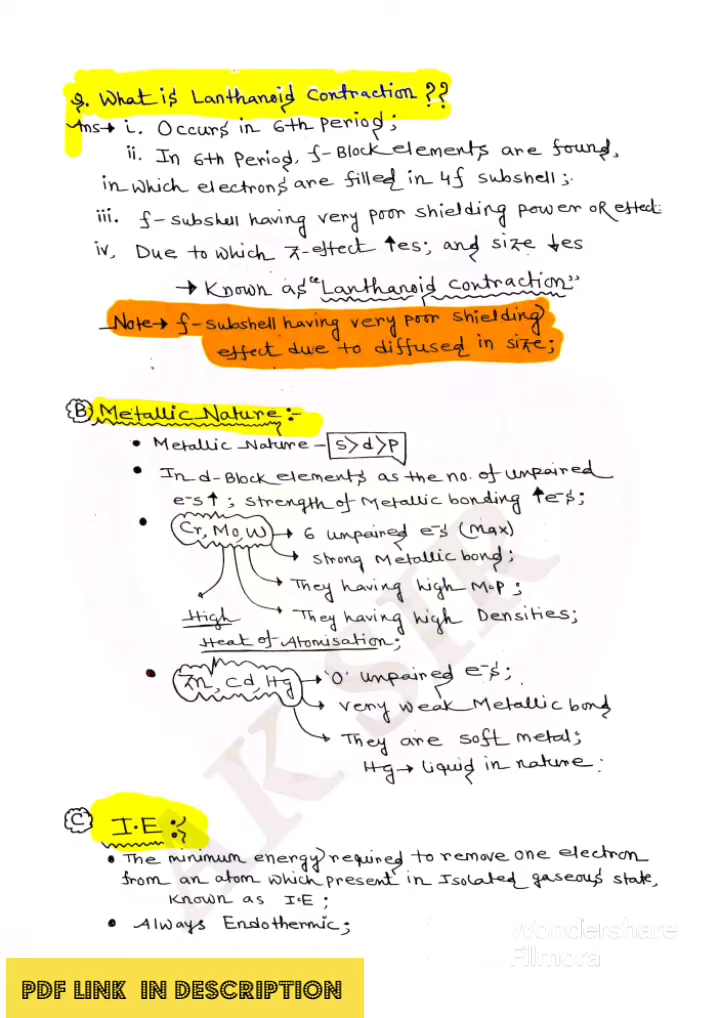 Q. What is Lanthanoid Contraction ??
Ans → i. Occurs in 6th Period;
ii. In 6th Period, f-Block elements are found,
in which electrons are filled in 4f subshell;
iii. f-subshell having very poor shielding power OR effect
iv. Due to which Z-effect ↑es; and size ↓es
→ Known as "Lanthanoid Contraction"
Note → f-subshell having very poor shielding
effect due to diffused in size;
(B) Metallic Nature :-
• Metallic Nature - s>d>p
• In d-Block elements as the no. of unpaired
e-s ↑ ; strength of Metallic bonding ↑e-s;
• Cr, Mo, W → 6 unpaired e-s (Max)
→ strong Metallic bond;
→ They having high M.P;
→ They having high Densities;
High
Heat of Atomisation;
• Zn, Cd, Hg → '0' unpaired e-s;
→ very weak Metallic bond
→ They are soft metal;
Hg → liquid in nature:
(C) I.E :-
• The minimum energy required to remove one electron
from an atom which present in Isolated gaseous state,
known as I.E ;
• Always Endothermic;
Wondershare
Filmora
PDF LINK IN DESCRIPTION
AK SIR